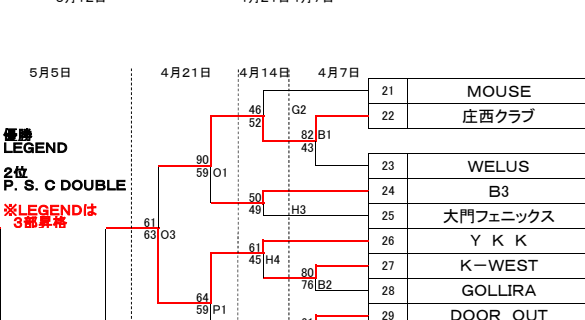 5月5日 4月21日 4月14日 4月7日
21 MOUSE
46 G2
52
22 庄西クラブ
82 B1
43
優勝
LEGEND
90
59 O1
23 WELUS
2位
P. S. C DOUBLE
24 B3
50
49 H3
※LEGENDは
3部昇格
25 大門フェニックス
61
63 O3
26 Y K K
61
45 H4
27 K－WEST
80
76 B2
28 GOLLIRA
64
59 P1
29 DOOR OUT